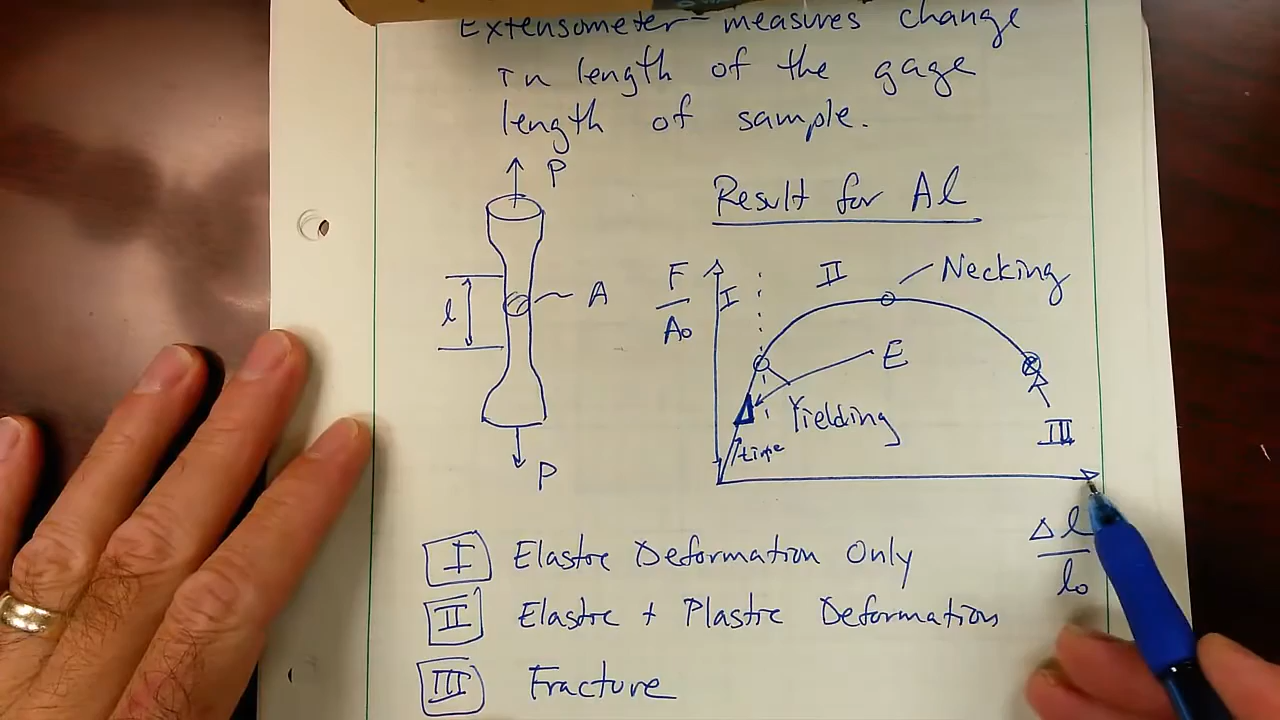 Extensometer - measures change
in length of the gage
length of sample.
P
Result for Al
l
A
P
F
A₀
I
II
Necking
E
Yielding
time
III
Δl
l₀
I Elastic Deformation Only
II Elastic + Plastic Deformation
III Fracture